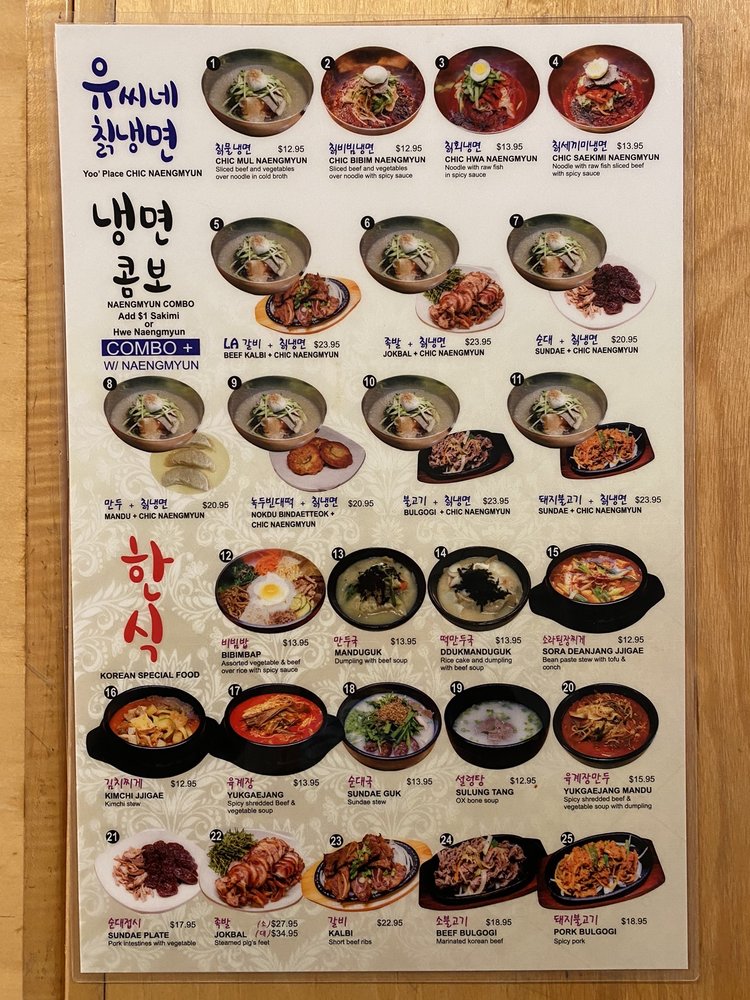 유씨네
칡냉면
Yoo' Place CHIC NAENGMYUN
1
칡물냉면 $12.95
CHIC MUL NAENGMYUN
Sliced beef and vegetables
over noodle in cold broth
2
칡비빔냉면 $12.95
CHIC BIBIM NAENGMYUN
Sliced beef and vegetables
over noodle with spicy sauce
3
칡회냉면 $13.95
CHIC HWA NAENGMYUN
Noodle with raw fish
in spicy sauce
4
칡세끼미냉면 $13.95
CHIC SAEKIMI NAENGMYUN
Noodle with raw fish sliced beef
with spicy sauce
냉면
콤보
NAENGMYUN COMBO
Add $1 Sakimi
or
Hwe Naengmyun
COMBO +
W/ NAENGMYUN
5
LA 갈비 + 칡냉면 $23.95
BEEF KALBI + CHIC NAENGMYUN
6
족발 + 칡냉면 $23.95
JOKBAL + CHIC NAENGMYUN
7
순대 + 칡냉면 $20.95
SUNDAE + CHIC NAENGMYUN
8
만두 + 칡냉면 $20.95
MANDU + CHIC NAENGMYUN
9
녹두빈대떡 + 칡냉면 $20.95
NOKDU BINDAETTEOK +
CHIC NAENGMYUN
10
불고기 + 칡냉면 $23.95
BULGOGI + CHIC NAENGMYUN
11
돼지불고기 + 칡냉면 $23.95
SUNDAE + CHIC NAENGMYUN
한식
KOREAN SPECIAL FOOD
12
비빔밥 $13.95
BIBIMBAP
Assorted vegetable & beef
over rice with spicy sauce
13
만두국 $13.95
MANDUGUK
Dumpling with beef soup
14
떡만두국 $13.95
DDUKMANDUGUK
Rice cake and dumpling
with beef soup
15
소라된장찌게 $12.95
SORA DEANJANG JJIGAE
Bean paste stew with tofu &
conch
16
김치찌게 $12.95
KIMCHI JJIGAE
Kimchi stew
17
육게장 $13.95
YUKGAEJANG
Spicy shredded Beef &
vegetable soup
18
순대국 $13.95
SUNDAE GUK
Sundae stew
19
설렁탕 $12.95
SULUNG TANG
OX bone soup
20
육게장만두 $15.95
YUKGAEJANG MANDU
Spicy shredded beef &
vegetable soup with dumpling
21
순대접시 $17.95
SUNDAE PLATE
Pork intestines with vegetable
22
족발 (소)$27.95
JOKBAL (대)$34.95
Steamed pig's feet
23
갈비 $22.95
KALBI
Short beef ribs
24
소불고기 $18.95
BEEF BULGOGI
Marinated korean beef
25
돼지불고기 $18.95
PORK BULGOGI
Spicy pork